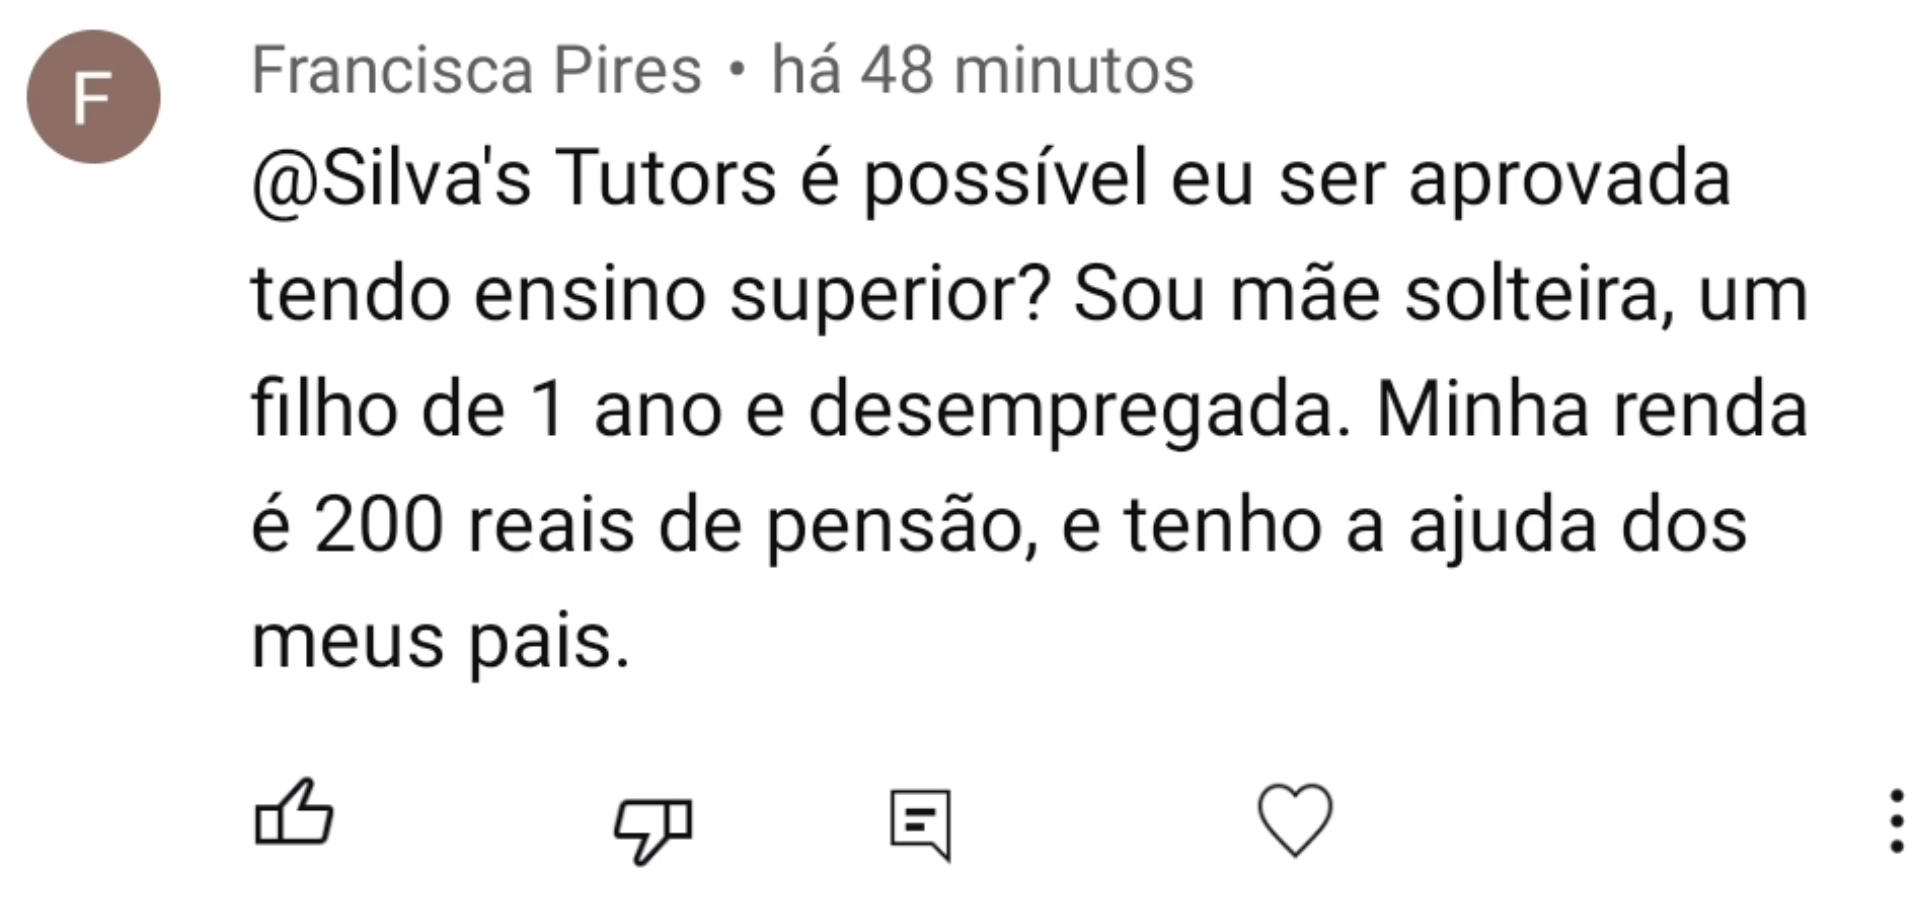 F
Francisca Pires • há 48 minutos
@Silva's Tutors é possível eu ser aprovada
tendo ensino superior? Sou mãe solteira, um
filho de 1 ano e desempregada. Minha renda
é 200 reais de pensão, e tenho a ajuda dos
meus pais.